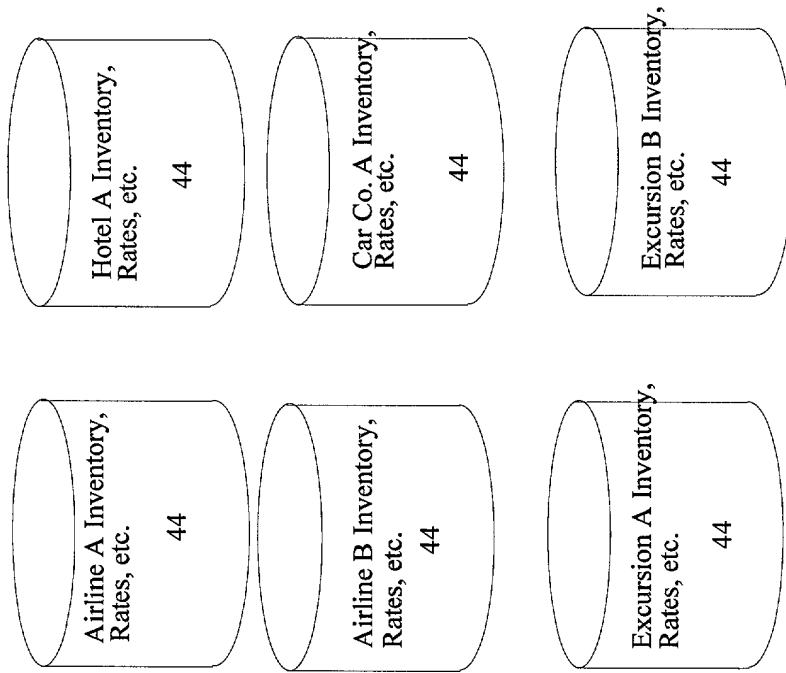 Airline A Inventory,
Rates, etc.
44
Hotel A Inventory,
Rates, etc.
44
Airline B Inventory,
Rates, etc.
44
Car Co. A Inventory,
Rates, etc.
44
Excursion A Inventory,
Rates, etc.
44
Excursion B Inventory,
Rates, etc.
44